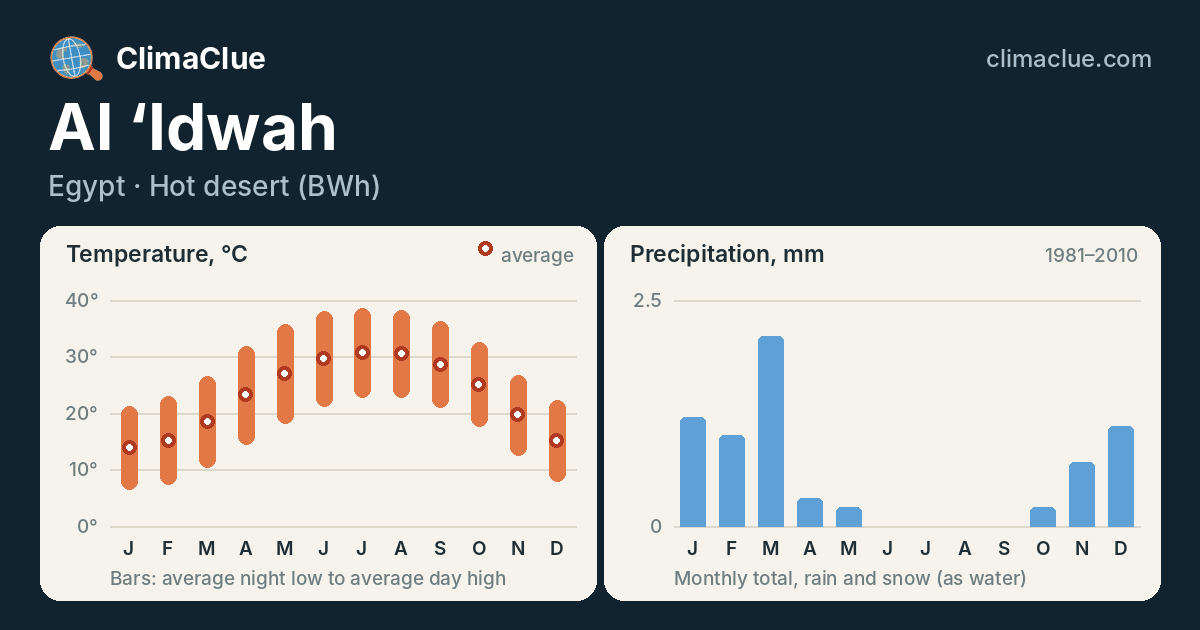 ClimaClue
climaclue.com
Al ‘Idwah
Egypt · Hot desert (BWh)
Temperature, °C
average
40°
30°
20°
10°
0°
J F M A M J J A S O N D
Bars: average night low to average day high
Precipitation, mm
1981–2010
2.5
0
J F M A M J J A S O N D
Monthly total, rain and snow (as water)